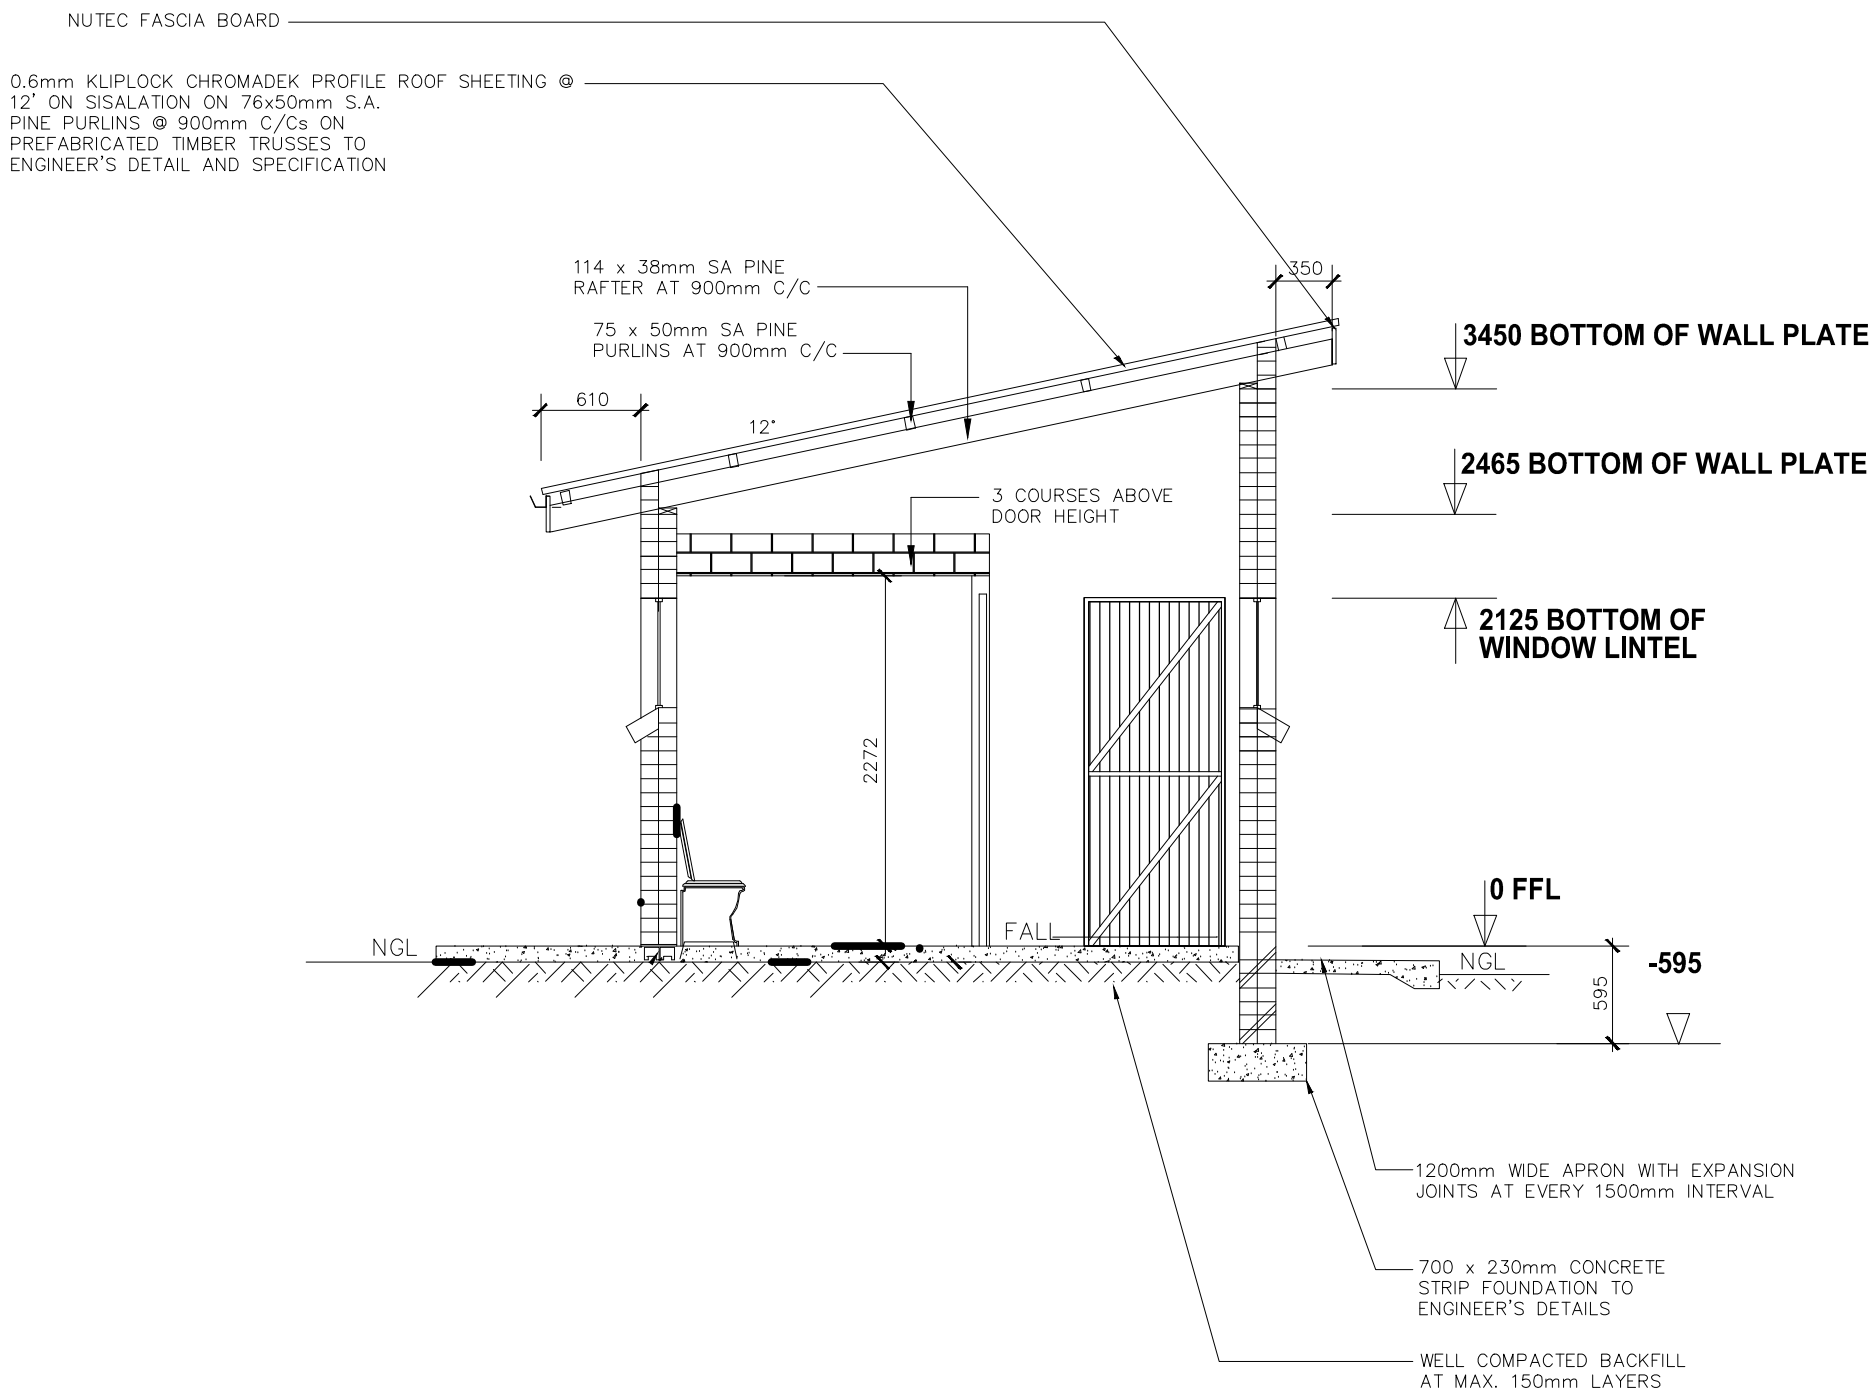 NUTEC FASCIA BOARD
0.6mm KLIPLOCK CHROMADEK PROFILE ROOF SHEETING @
12' ON SISALATION ON 76x50mm S.A.
PINE PURLINS @ 900mm C/Cs ON
PREFABRICATED TIMBER TRUSSES TO
ENGINEER'S DETAIL AND SPECIFICATION
114 x 38mm SA PINE
RAFTER AT 900mm C/C
75 x 50mm SA PINE
PURLINS AT 900mm C/C
350
3450 BOTTOM OF WALL PLATE
610
12°
2465 BOTTOM OF WALL PLATE
3 COURSES ABOVE
DOOR HEIGHT
2125 BOTTOM OF
WINDOW LINTEL
2272
0 FFL
FALL
NGL
NGL
-595
595
1200mm WIDE APRON WITH EXPANSION
JOINTS AT EVERY 1500mm INTERVAL
700 x 230mm CONCRETE
STRIP FOUNDATION TO
ENGINEER'S DETAILS
WELL COMPACTED BACKFILL
AT MAX. 150mm LAYERS